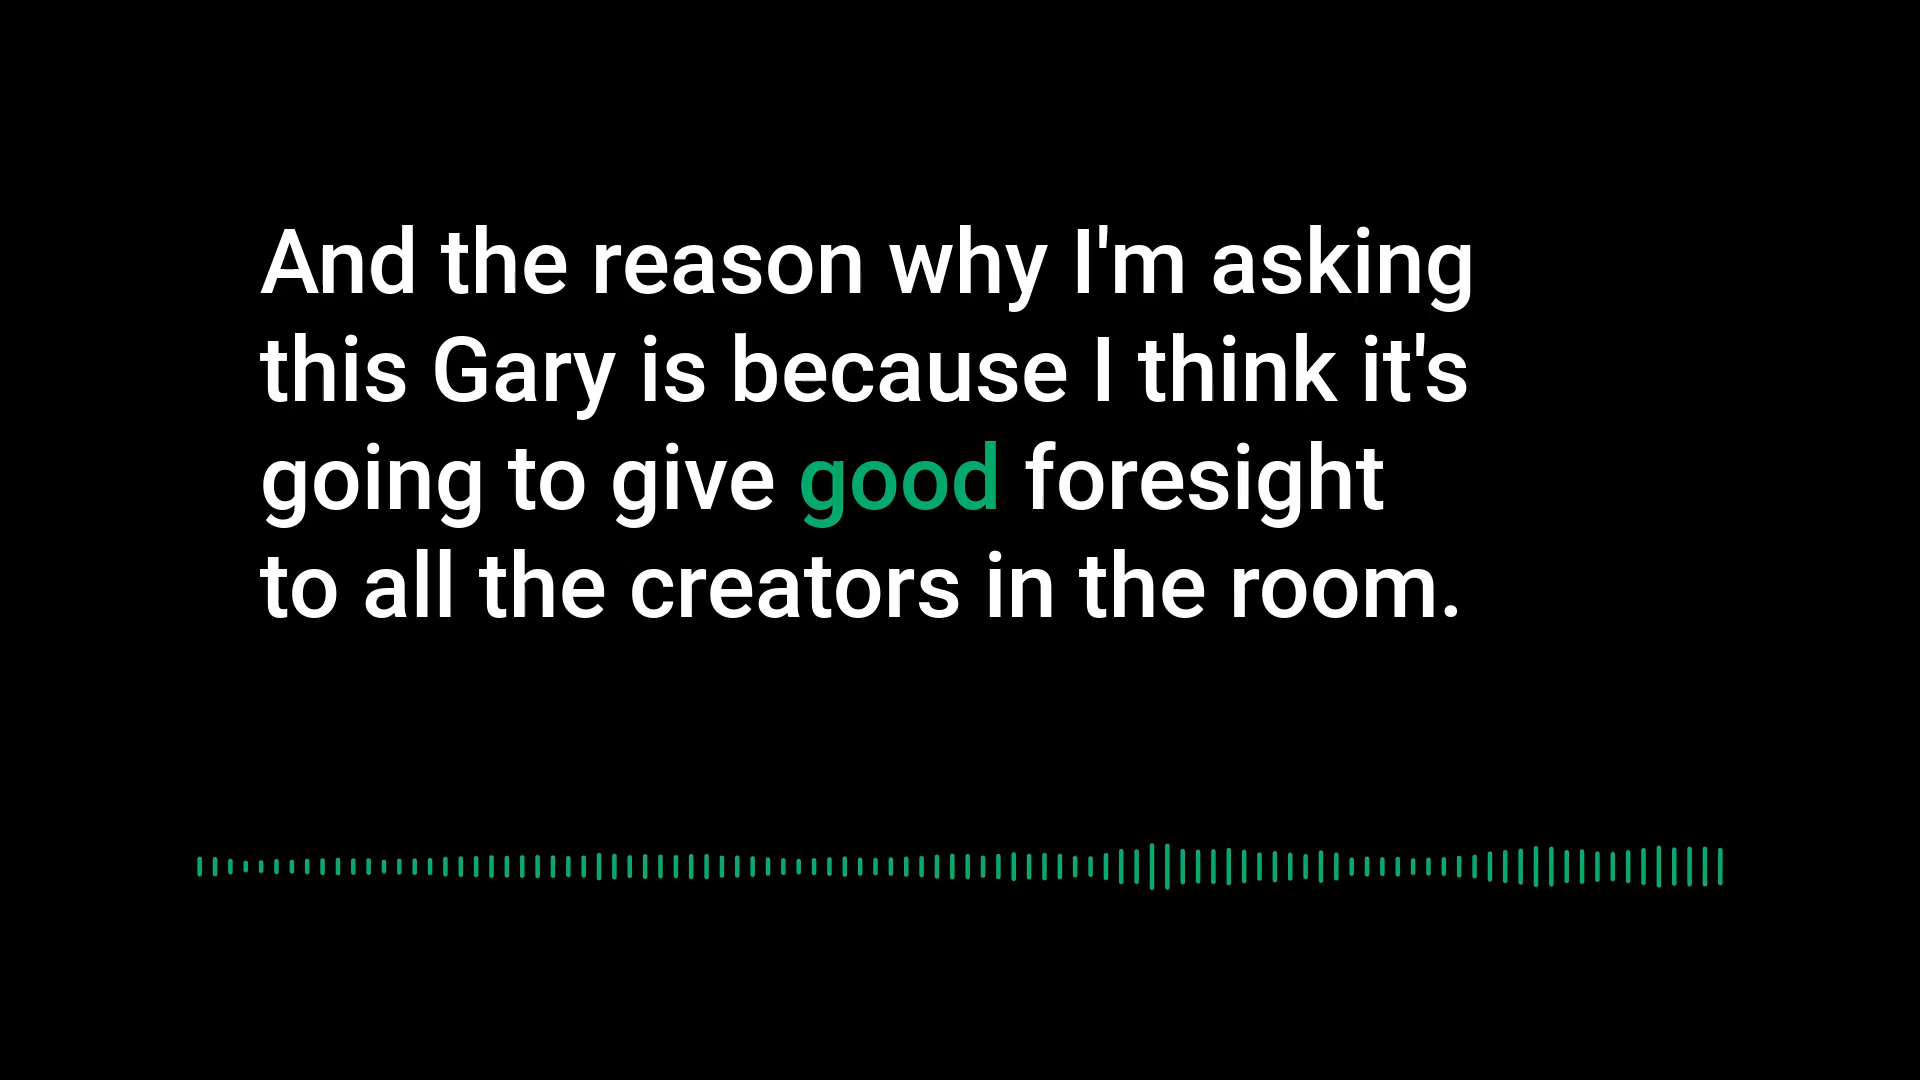 And the reason why I'm asking
this Gary is because I think it's
going to give good foresight
to all the creators in the room.